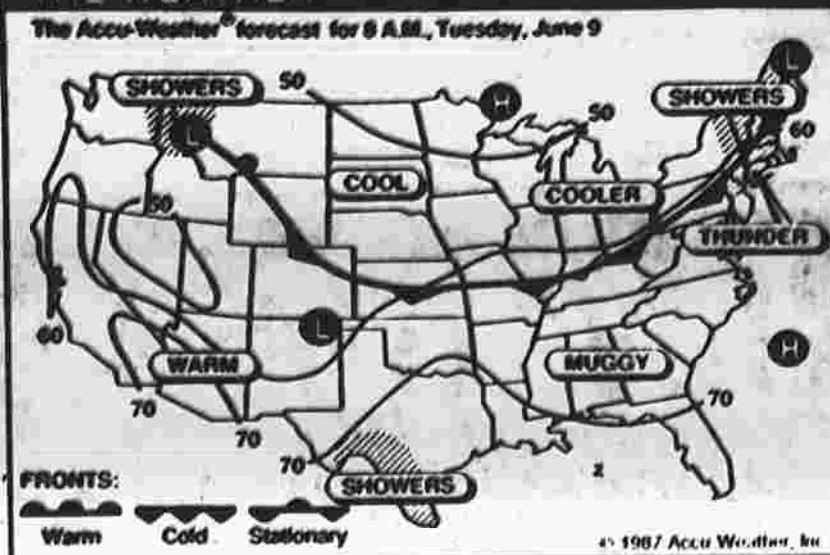 The Accu-Weather® forecast for 8 A.M., Tuesday, June 9
SHOWERS
50
H
L
SHOWERS
50
60
L
COOL
COOLER
50
THUNDER
L
H
60
WARM
MUGGY
70
70
70
70
SHOWERS
FRONTS:
Warm
Cold
Stationary
© 1987 Accu Weather, Inc